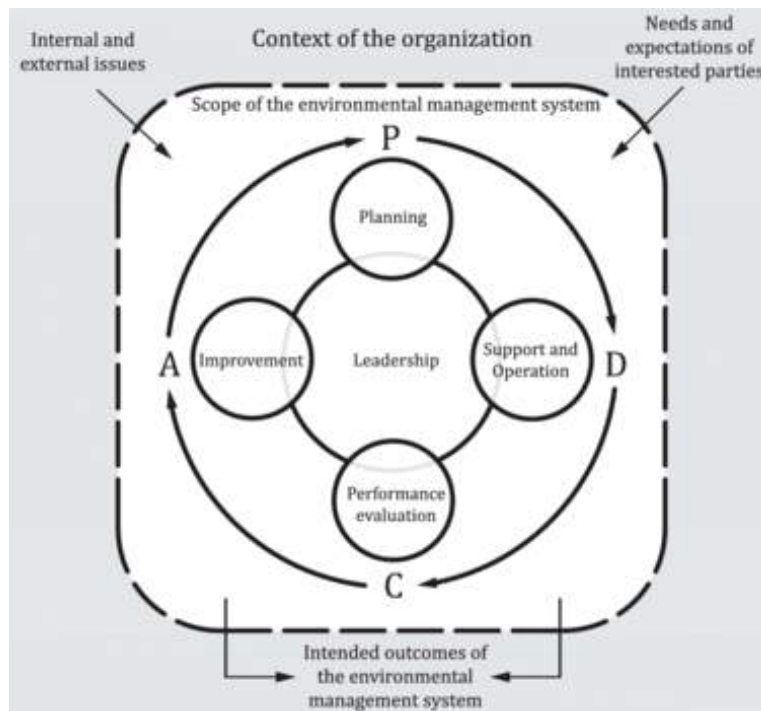 Internal and
external issues
Context of the organization
Needs and
expectations of
interested parties
Scope of the environmental management system
P
Planning
A
Improvement
Leadership
Support and
Operation
D
Performance
evaluation
C
Intended outcomes of
the environmental
management system